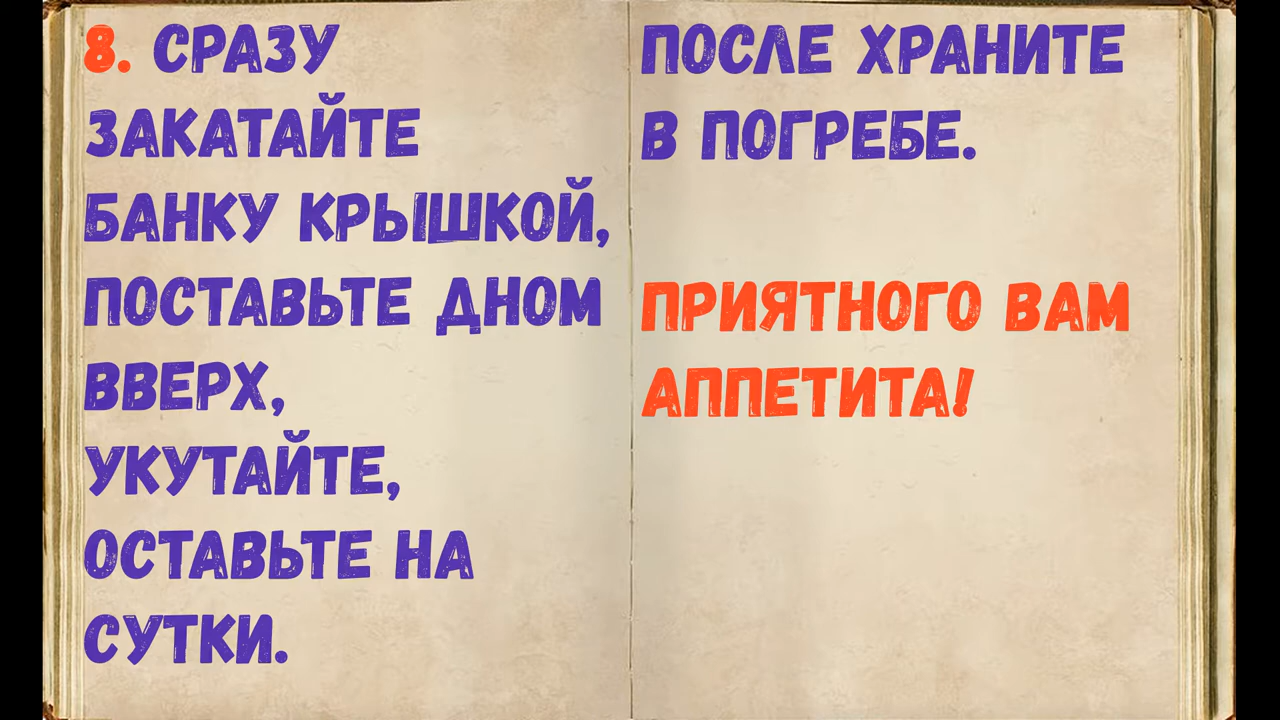 8. СРАЗУ
ЗАКАТАЙТЕ
БАНКУ КРЫШКОЙ,
ПОСТАВЬТЕ ДНОМ
ВВЕРХ,
УКУТАЙТЕ,
ОСТАВЬТЕ НА
СУТКИ.
ПОСЛЕ ХРАНИТЕ
В ПОГРЕБЕ.
ПРИЯТНОГО ВАМ
АППЕТИТА!